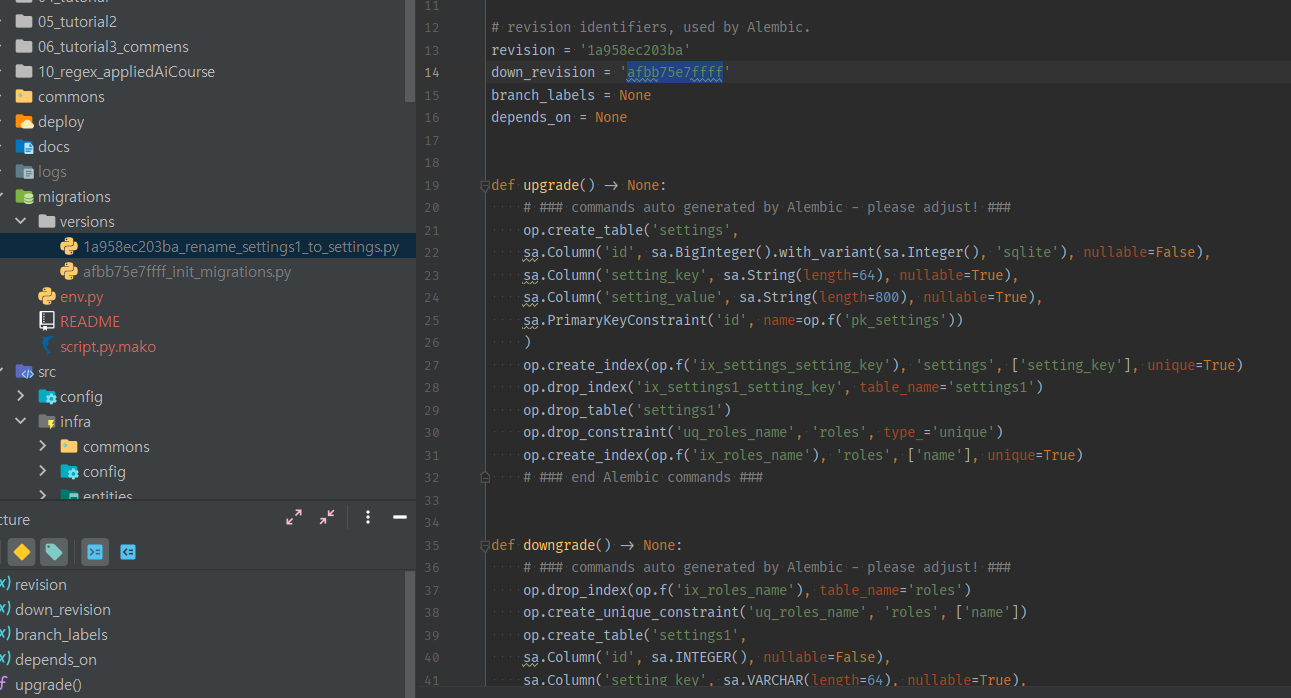 05_tutorial2
06_tutorial3_commens
10_regex_appliedAiCourse
commons
deploy
docs
logs
migrations
versions
1a958ec203ba_rename_settings1_to_settings.py
afbb75e7ffff_init_migrations.py
env.py
README
script.py.mako
src
config
infra
commons
config
entities
cture
revision
down_revision
branch_labels
depends_on
upgrade()
11
12 # revision identifiers, used by Alembic.
13 revision = '1a958ec203ba'
14 down_revision = 'afbb75e7ffff'
15 branch_labels = None
16 depends_on = None
17
18
19 def upgrade() → None:
20 # ### commands auto generated by Alembic - please adjust! ###
21 op.create_table('settings',
22 sa.Column('id', sa.BigInteger().with_variant(sa.Integer(), 'sqlite'), nullable=False),
23 sa.Column('setting_key', sa.String(length=64), nullable=True),
24 sa.Column('setting_value', sa.String(length=800), nullable=True),
25 sa.PrimaryKeyConstraint('id', name=op.f('pk_settings'))
26 )
27 op.create_index(op.f('ix_settings_setting_key'), 'settings', ['setting_key'], unique=True)
28 op.drop_index('ix_settings1_setting_key', table_name='settings1')
29 op.drop_table('settings1')
30 op.drop_constraint('uq_roles_name', 'roles', type_='unique')
31 op.create_index(op.f('ix_roles_name'), 'roles', ['name'], unique=True)
32 # ### end Alembic commands ###
33
34
35 def downgrade() → None:
36 # ### commands auto generated by Alembic - please adjust! ###
37 op.drop_index(op.f('ix_roles_name'), table_name='roles')
38 op.create_unique_constraint('uq_roles_name', 'roles', ['name'])
39 op.create_table('settings1',
40 sa.Column('id', sa.INTEGER(), nullable=False),
41 sa.Column('setting_key', sa.VARCHAR(length=64), nullable=True),